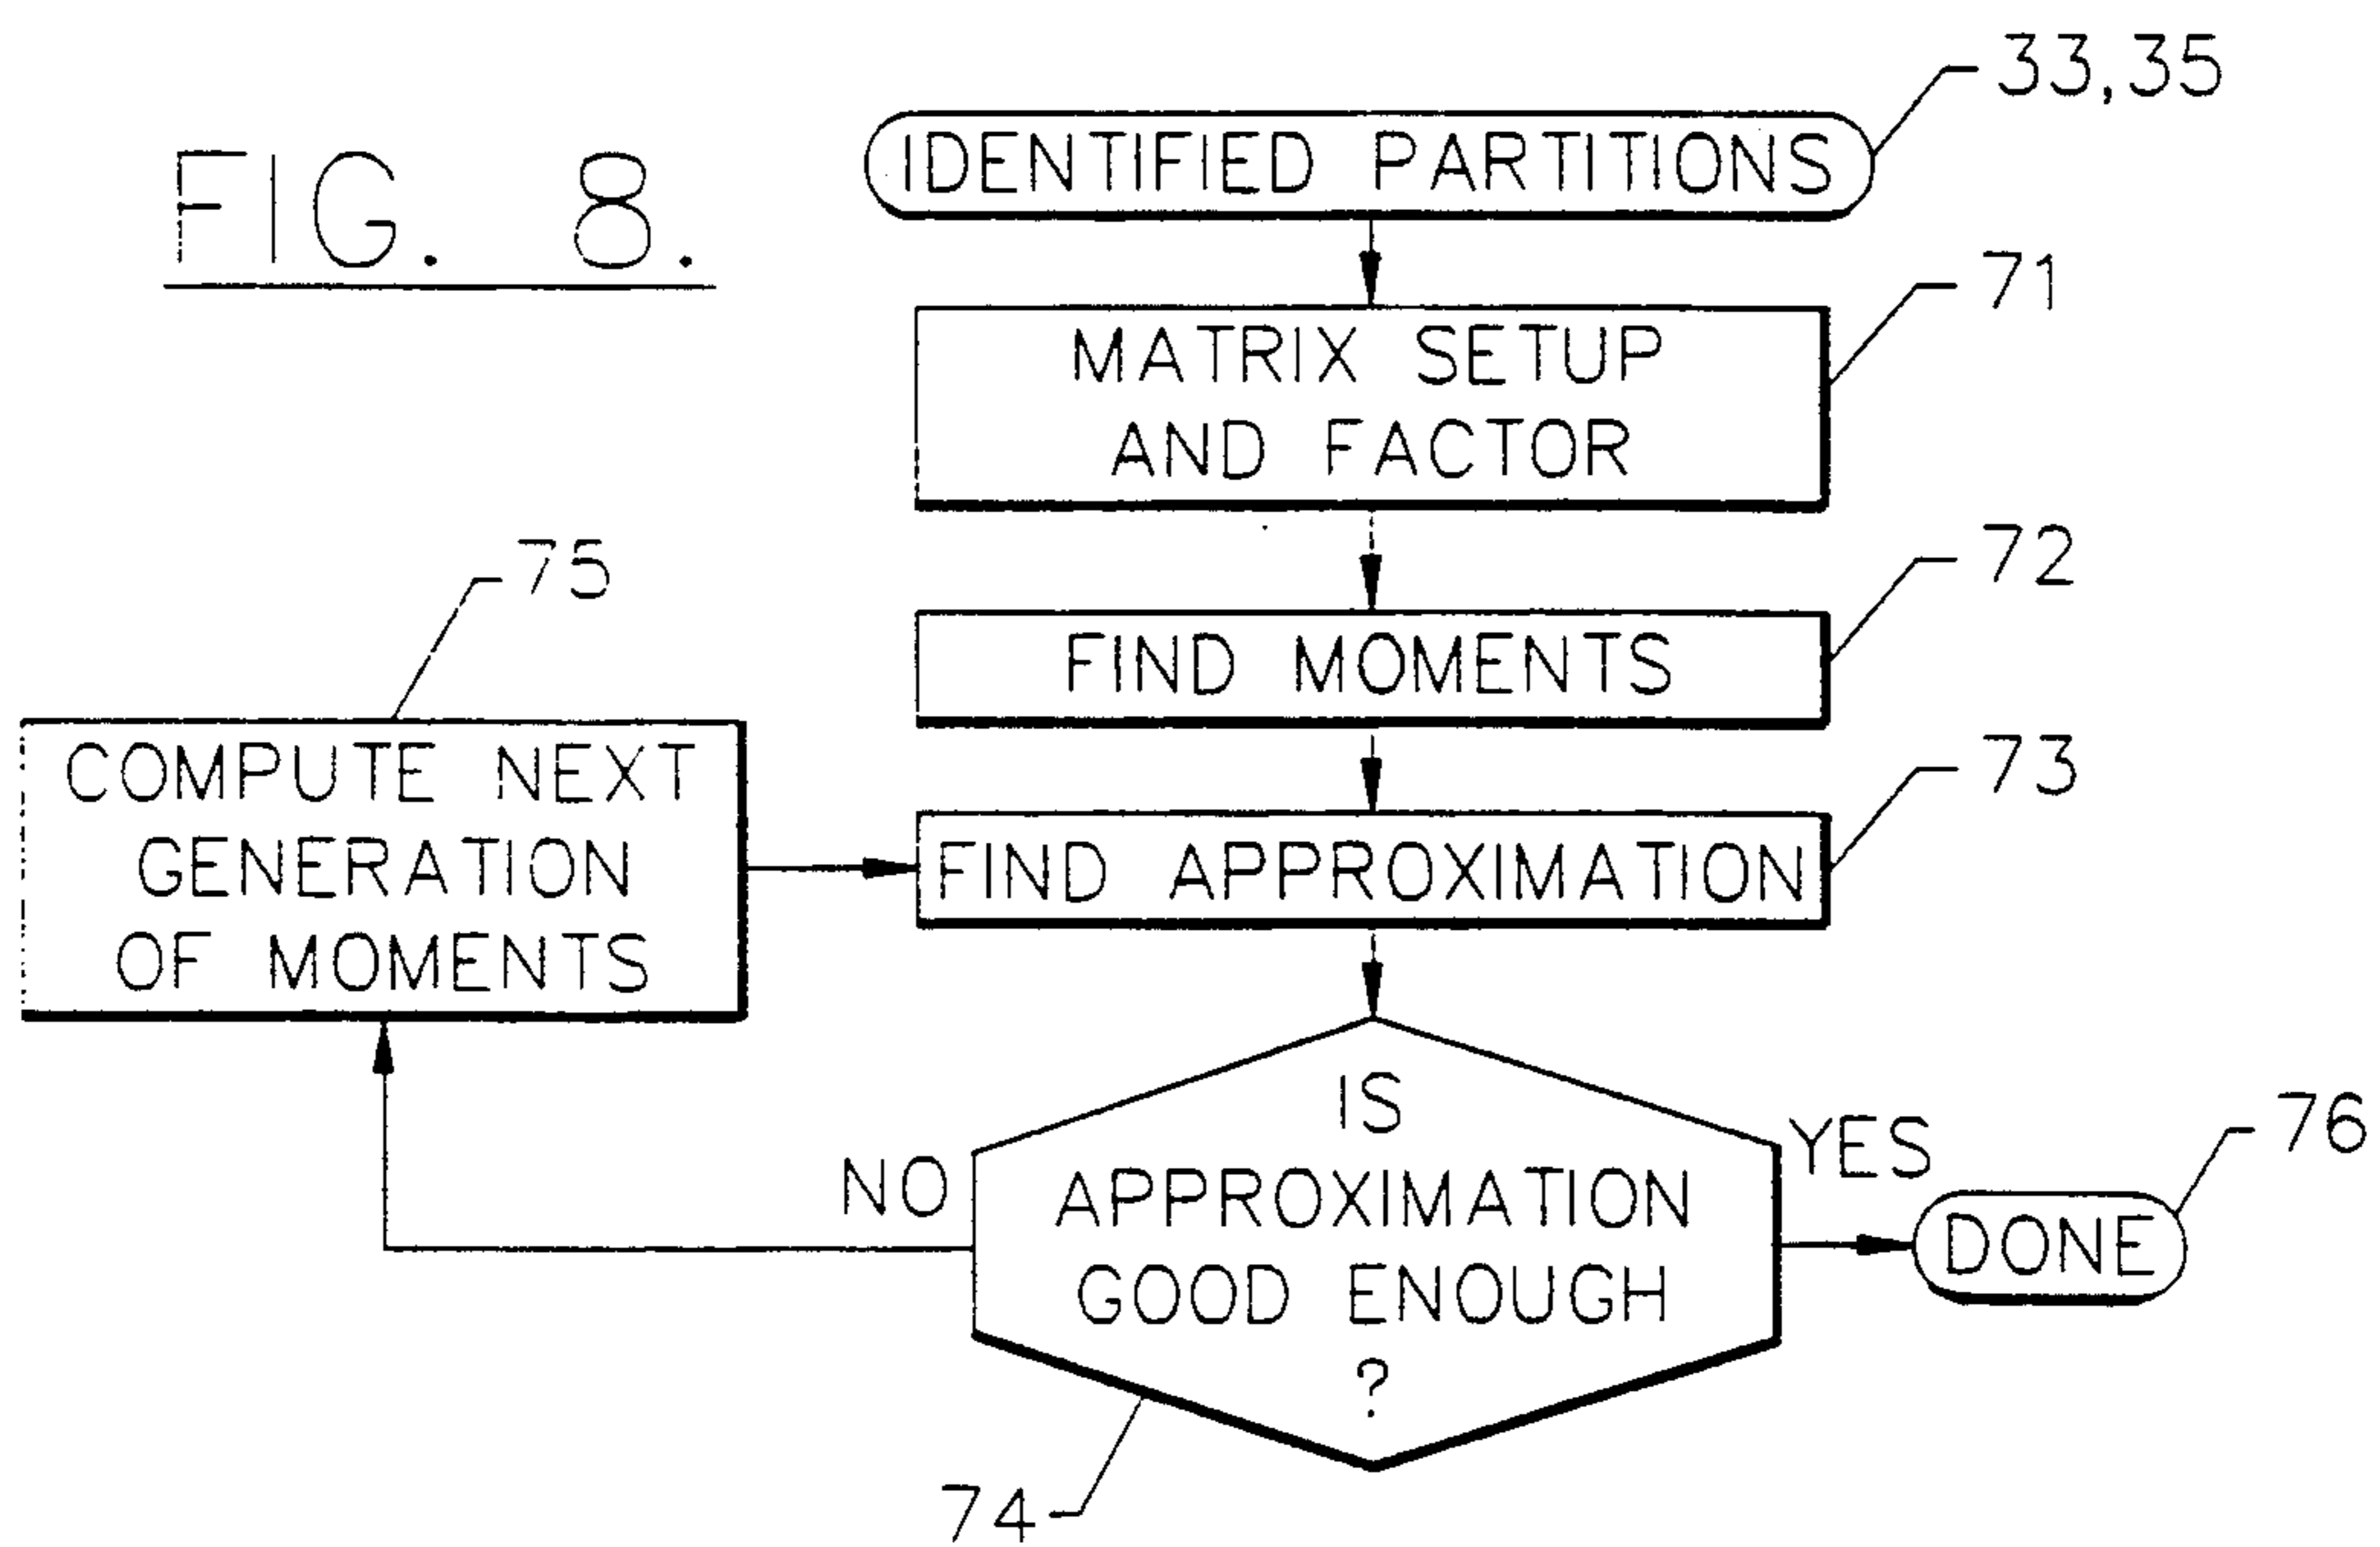 FIG. 8.
33,35
IDENTIFIED PARTITIONS
71
MATRIX SETUP
AND FACTOR
72
FIND MOMENTS
73
FIND APPROXIMATION
75
COMPUTE NEXT
GENERATION
OF MOMENTS
74
IS
APPROXIMATION
GOOD ENOUGH
?
NO
YES
76
DONE